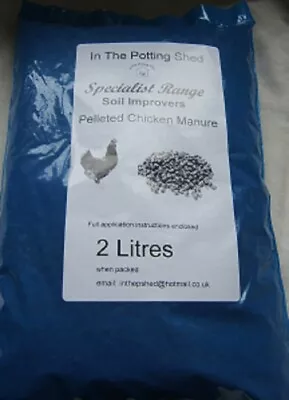 In The Potting Shed
Specialist Range
Soil Improvers
Pelleted Chicken Manure
Full application instructions enclosed
2 Litres
when packed
email: inthepshed@hotmail.co.uk